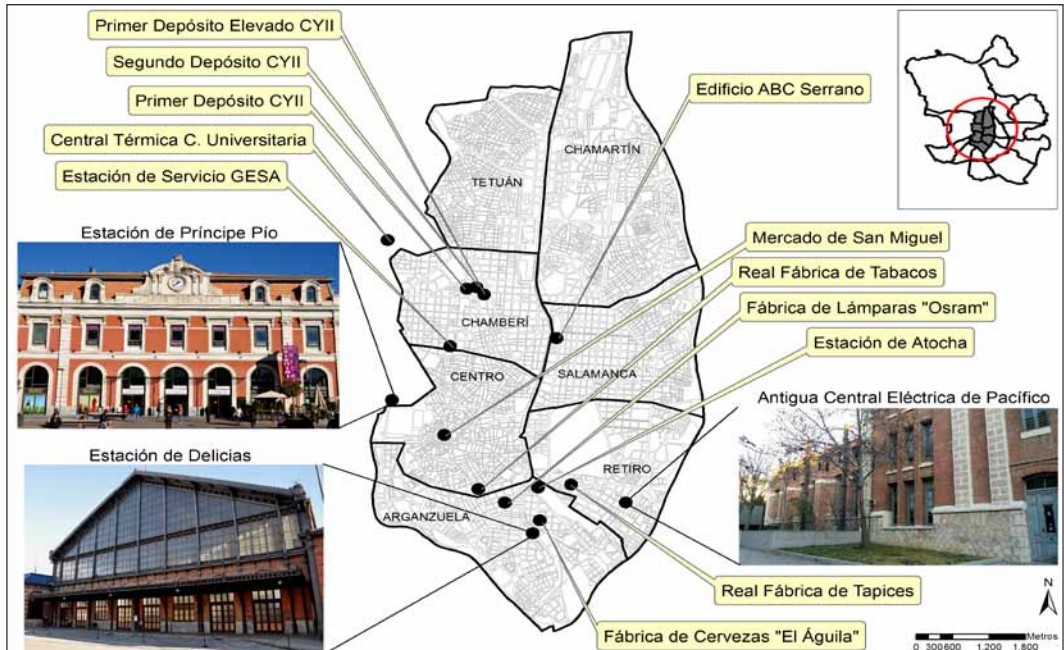 Primer Depósito Elevado CYII
Segundo Depósito CYII
Primer Depósito CYII
Central Térmica C. Universitaria
Estación de Servicio GESA
Estación de Príncipe Pío
Edificio ABC Serrano
CHAMARTÍN
TETUÁN
Mercado de San Miguel
Real Fábrica de Tabacos
Fábrica de Lámparas "Osram"
Estación de Atocha
CHAMBERÍ
CENTRO
SALAMANCA
Antigua Central Eléctrica de Pacífico
Estación de Delicias
RETIRO
ARGANZUELA
Real Fábrica de Tapices
Fábrica de Cervezas "El Águila"
N
Metros
0 300 600 1.200 1.800